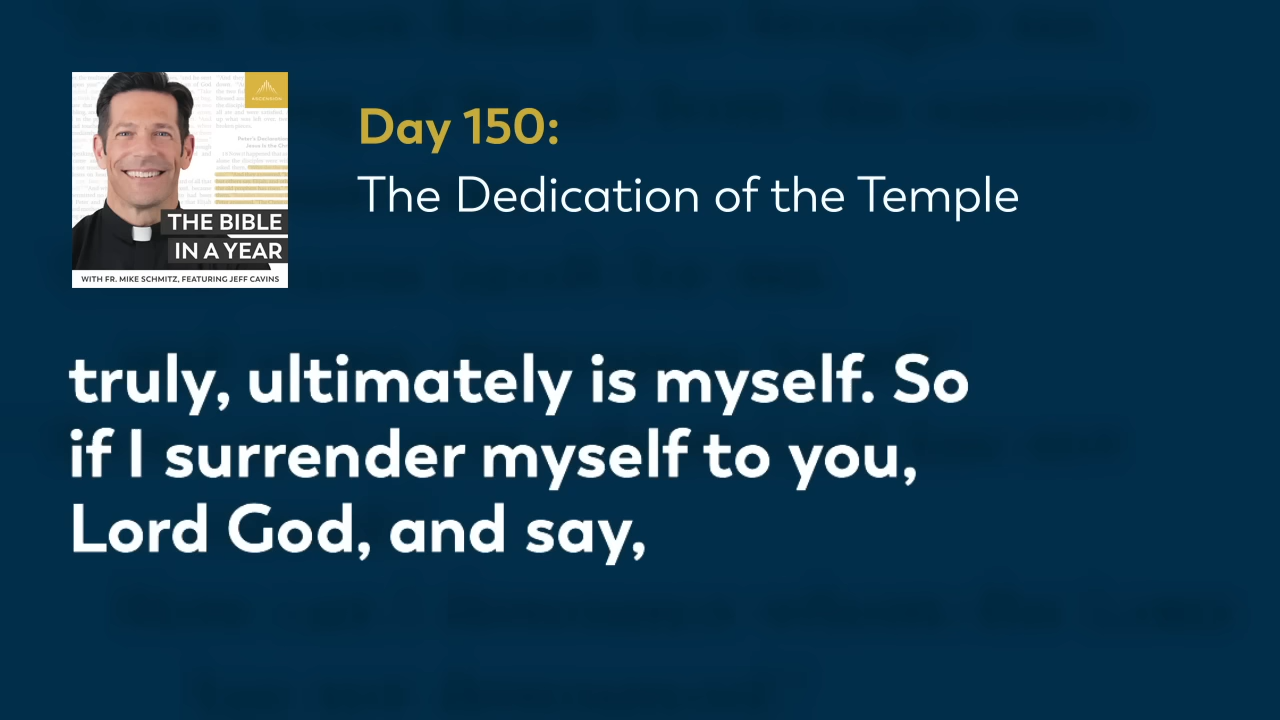 ASCENSION
THE BIBLE
IN A YEAR
WITH FR. MIKE SCHMITZ, FEATURING JEFF CAVINS
Day 150:
The Dedication of the Temple
truly, ultimately is myself. So
if I surrender myself to you,
Lord God, and say,